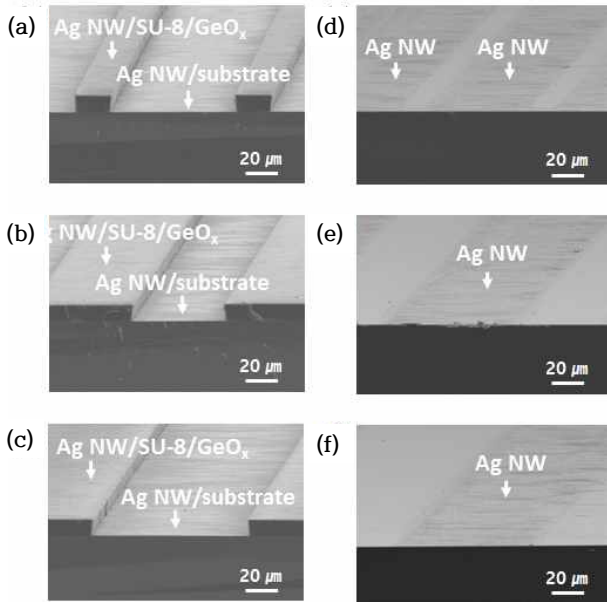 (a)
Ag NW/SU-8/GeOₓ
Ag NW/substrate
20 μm
(b)
Ag NW/SU-8/GeOₓ
Ag NW/substrate
20 μm
(c)
Ag NW/SU-8/GeOₓ
Ag NW/substrate
20 μm
(d)
Ag NW
Ag NW
20 μm
(e)
Ag NW
20 μm
(f)
Ag NW
20 μm